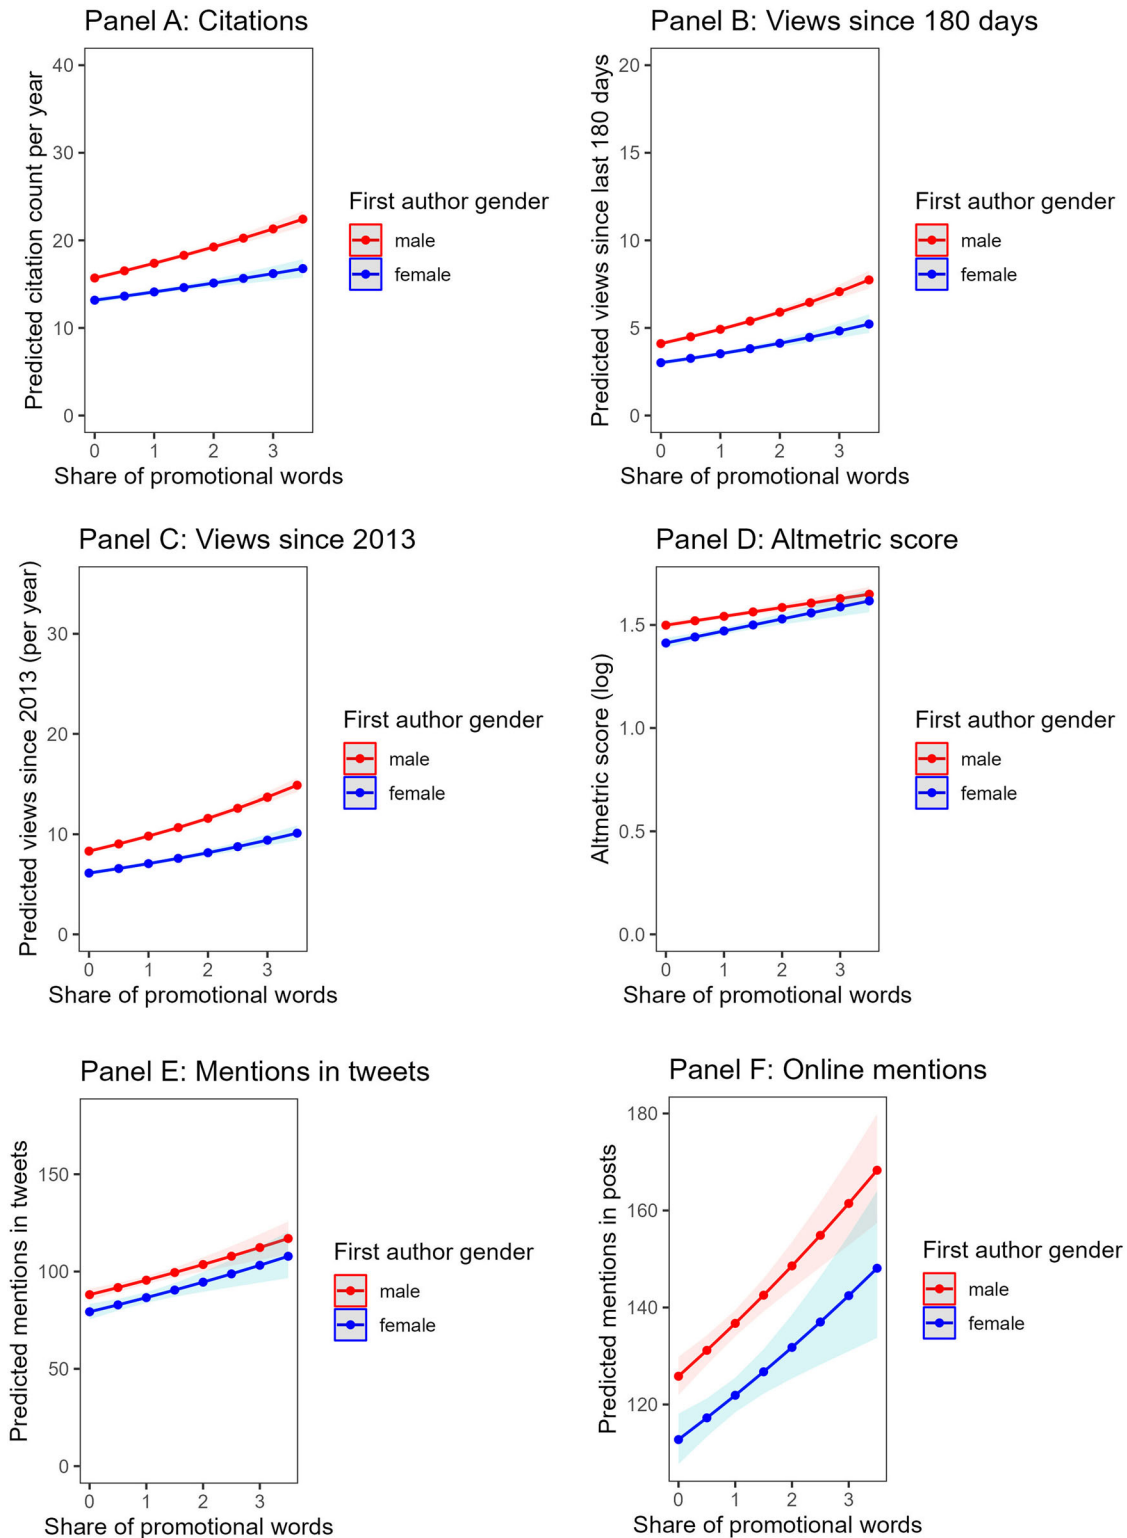 Panel A: Citations
Predicted citation count per year
40
30
20
10
0
0 1 2 3
Share of promotional words
First author gender
male
female
Panel B: Views since 180 days
Predicted views since last 180 days
20
15
10
5
0
0 1 2 3
Share of promotional words
First author gender
male
female
Panel C: Views since 2013
Predicted views since 2013 (per year)
30
20
10
0
0 1 2 3
Share of promotional words
First author gender
male
female
Panel D: Altmetric score
Altmetric score (log)
1.5
1.0
0.5
0.0
0 1 2 3
Share of promotional words
First author gender
male
female
Panel E: Mentions in tweets
Predicted mentions in tweets
150
100
50
0
0 1 2 3
Share of promotional words
First author gender
male
female
Panel F: Online mentions
Predicted mentions in posts
180
160
140
120
0 1 2 3
Share of promotional words
First author gender
male
female